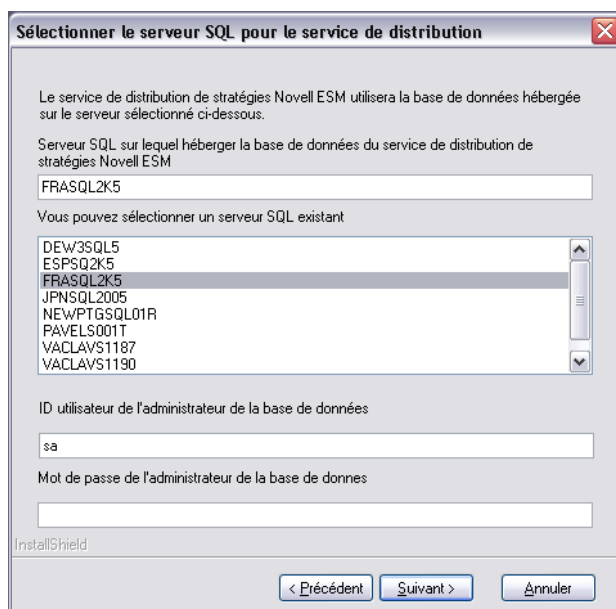 Sélectionner le serveur SQL pour le service de distribution
Le service de distribution de stratégies Novell ESM utilisera la base de données hébergée
sur le serveur sélectionné ci-dessous.
Serveur SQL sur lequel héberger la base de données du service de distribution de
stratégies Novell ESM
FRASQL2K5
Vous pouvez sélectionner un serveur SQL existant
DEW3SQL5
ESPSQ2K5
FRASQL2K5
JPNSQL2005
NEWPTGSQL01R
PAVELS001T
VACLAVS1187
VACLAVS1190
ID utilisateur de l'administrateur de la base de données
sa
Mot de passe de l'administrateur de la base de donnes
InstallShield
< Précédent Suivant > Annuler